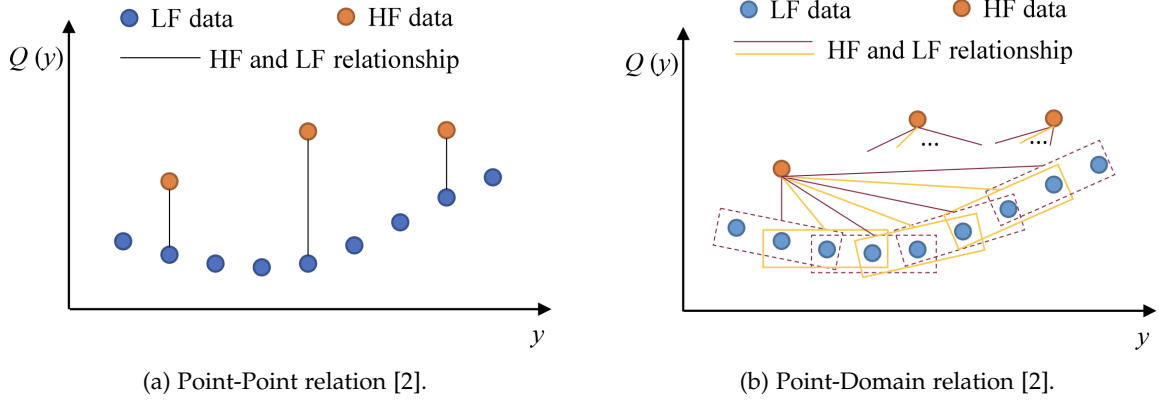 LF data
HF data
HF and LF relationship
Q (y)
y
(a) Point-Point relation [2].
LF data
HF data
HF and LF relationship
Q (y)
...
...
y
(b) Point-Domain relation [2].